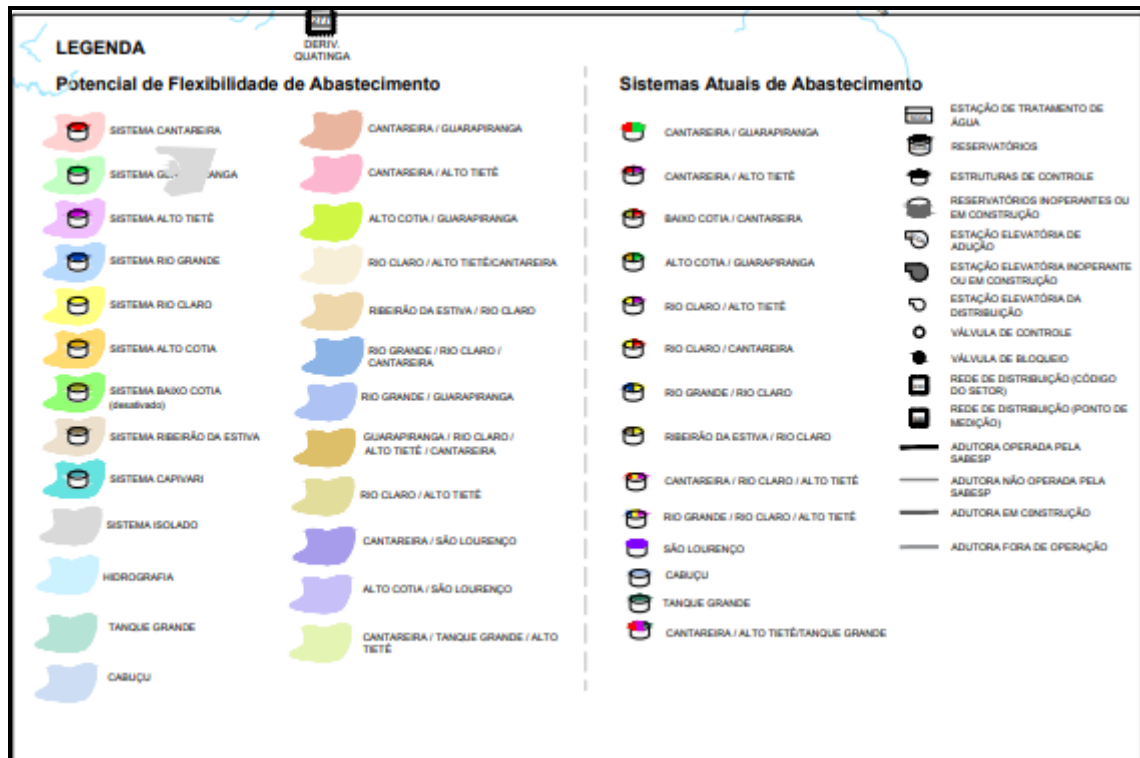 271
DERIV.
QUATINGA
LEGENDA
Potencial de Flexibilidade de Abastecimento
SISTEMA CANTAREIRA
SISTEMA
SISTEMA ALTO TIETÊ
SISTEMA RIO GRANDE
SISTEMA RIO CLARO
SISTEMA ALTO COTIA
SISTEMA BAIXO COTIA
(desativado)
SISTEMA RIBEIRÃO DA ESTIVA
SISTEMA CAPIVARI
SISTEMA ISOLADO
HIDROGRAFIA
TANQUE GRANDE
CABUÇU
CANTAREIRA / GUARAPIRANGA
CANTAREIRA / ALTO TIETÊ
ALTO COTIA / GUARAPIRANGA
RIO CLARO / ALTO TIETÊ/CANTAREIRA
RIBEIRÃO DA ESTIVA / RIO CLARO
RIO GRANDE / RIO CLARO /
CANTAREIRA
RIO GRANDE / GUARAPIRANGA
GUARAPIRANGA / RIO CLARO /
ALTO TIETÊ / CANTAREIRA
RIO CLARO / ALTO TIETÊ
CANTAREIRA / SÃO LOURENÇO
ALTO COTIA / SÃO LOURENÇO
CANTAREIRA / TANQUE GRANDE / ALTO
TIETÊ
Sistemas Atuais de Abastecimento
CANTAREIRA / GUARAPIRANGA
CANTAREIRA / ALTO TIETÊ
BAIXO COTIA / CANTAREIRA
ALTO COTIA / GUARAPIRANGA
RIO CLARO / ALTO TIETÊ
RIO CLARO / CANTAREIRA
RIO GRANDE / RIO CLARO
RIBEIRÃO DA ESTIVA / RIO CLARO
CANTAREIRA / RIO CLARO / ALTO TIETÊ
RIO GRANDE / RIO CLARO / ALTO TIETÊ
SÃO LOURENÇO
CABUÇU
TANQUE GRANDE
CANTAREIRA / ALTO TIETÊ/TANQUE GRANDE
ESTAÇÃO DE TRATAMENTO DE
ÁGUA
RESERVATÓRIOS
ESTRUTURAS DE CONTROLE
RESERVATÓRIOS INOPERANTES OU
EM CONSTRUÇÃO
ESTAÇÃO ELEVATÓRIA DE
ADUÇÃO
ESTAÇÃO ELEVATÓRIA INOPERANTE
OU EM CONSTRUÇÃO
ESTAÇÃO ELEVATÓRIA DA
DISTRIBUIÇÃO
VÁLVULA DE CONTROLE
VÁLVULA DE BLOQUEIO
REDE DE DISTRIBUIÇÃO (CÓDIGO
DO SETOR)
REDE DE DISTRIBUIÇÃO (PONTO DE
MEDIÇÃO)
ADUTORA OPERADA PELA
SABESP
ADUTORA NÃO OPERADA PELA
SABESP
ADUTORA EM CONSTRUÇÃO
ADUTORA FORA DE OPERAÇÃO